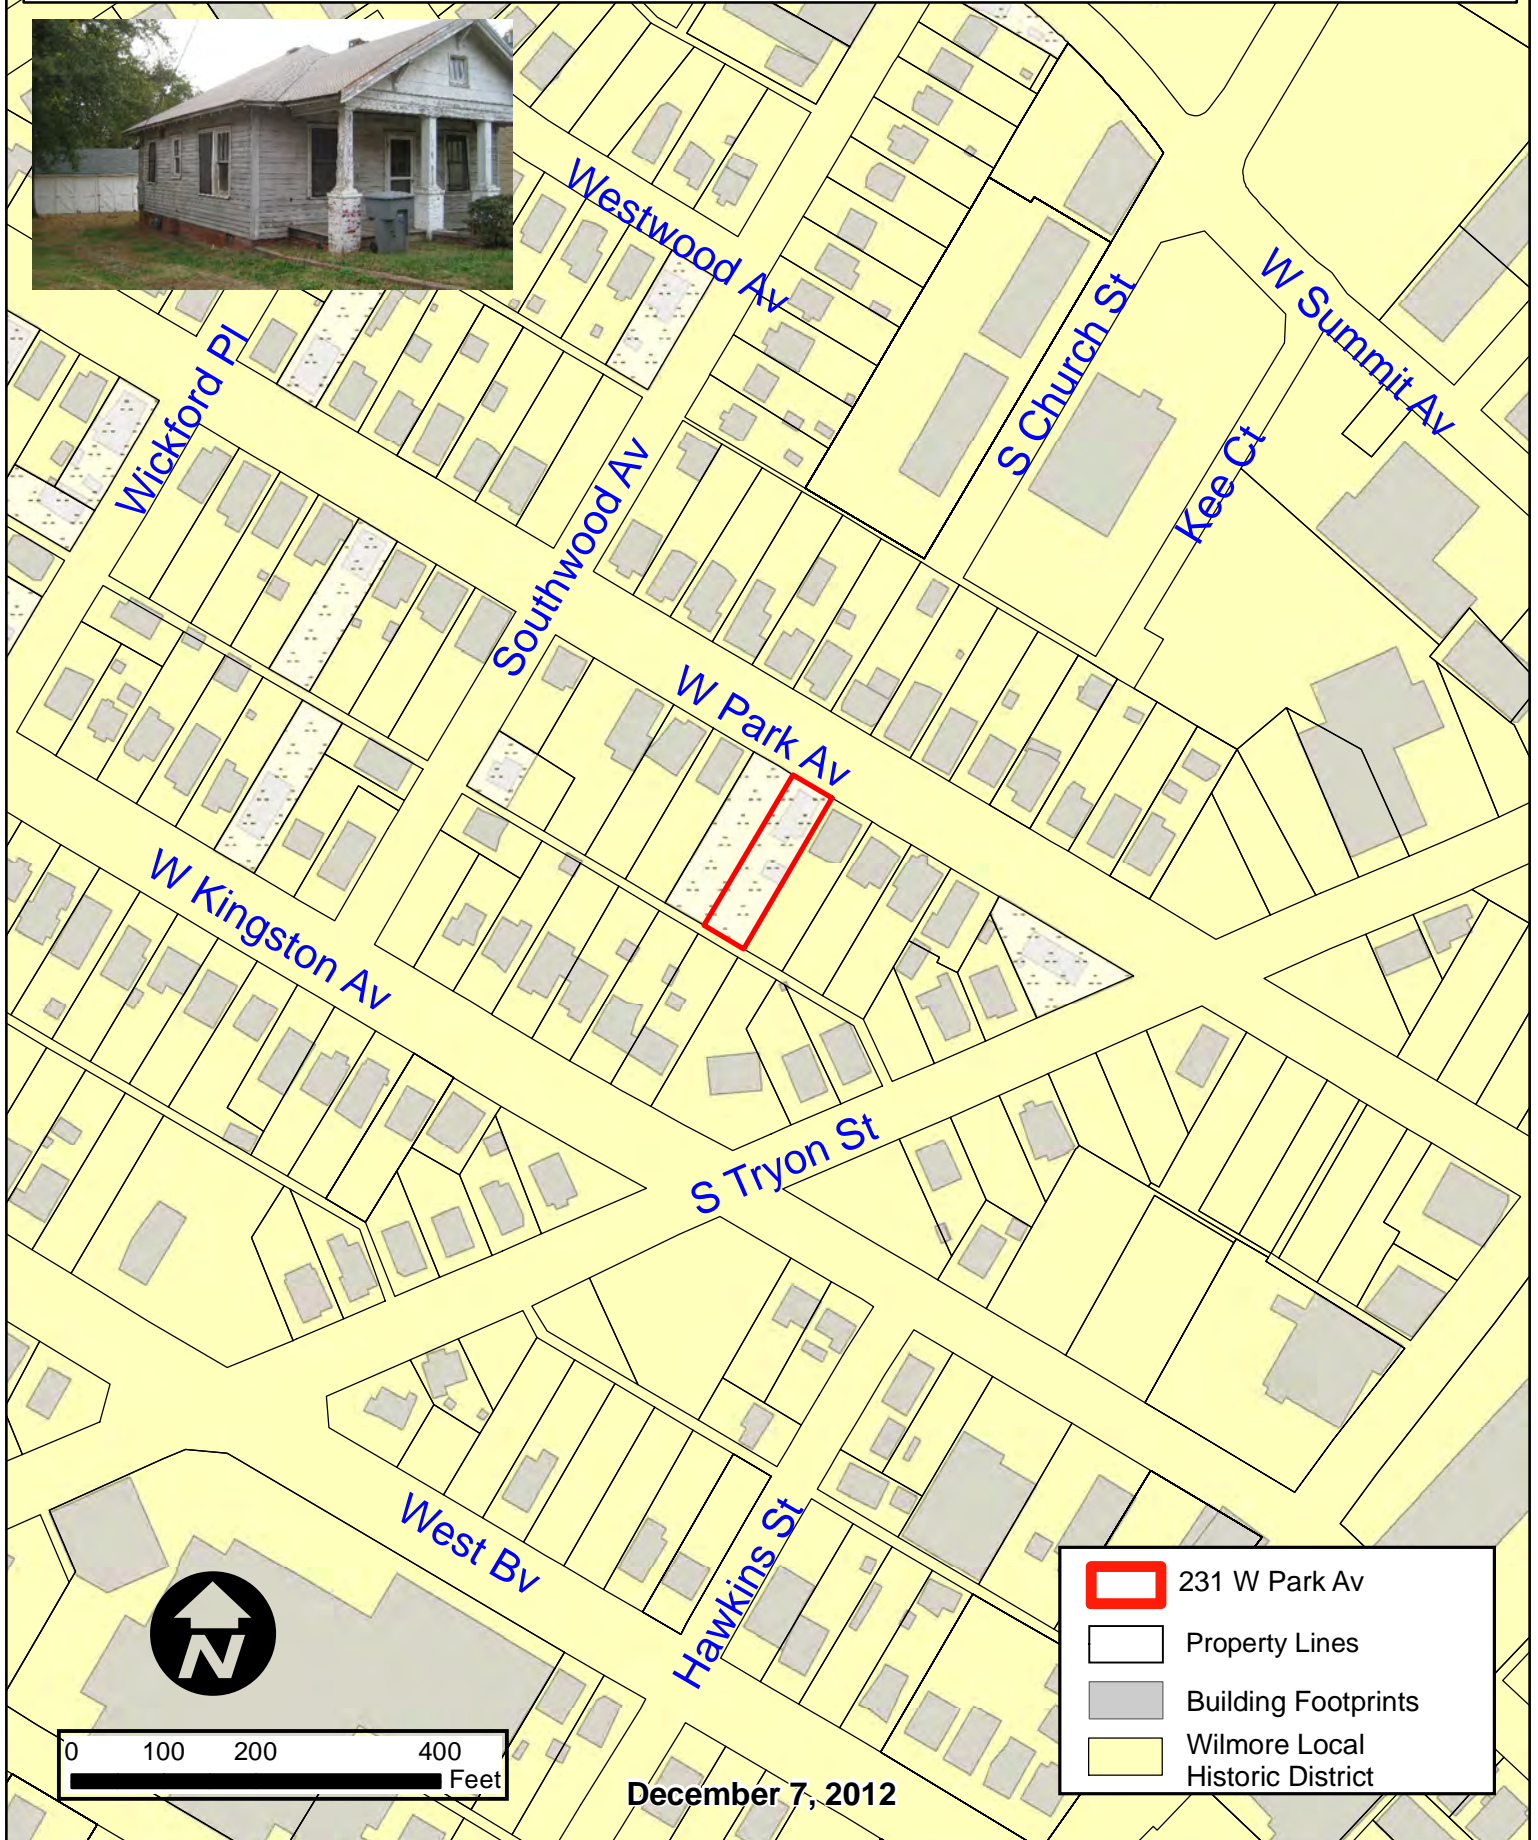 Westwood Av
W Summit Av
S Church St
Wickford Pl
Kee Ct
Southwood Av
W Park Av
W Kingston Av
S Tryon St
West Bv
Hawkins St
N
0 100 200 400
Feet
December 7, 2012
231 W Park Av
Property Lines
Building Footprints
Wilmore Local
Historic District